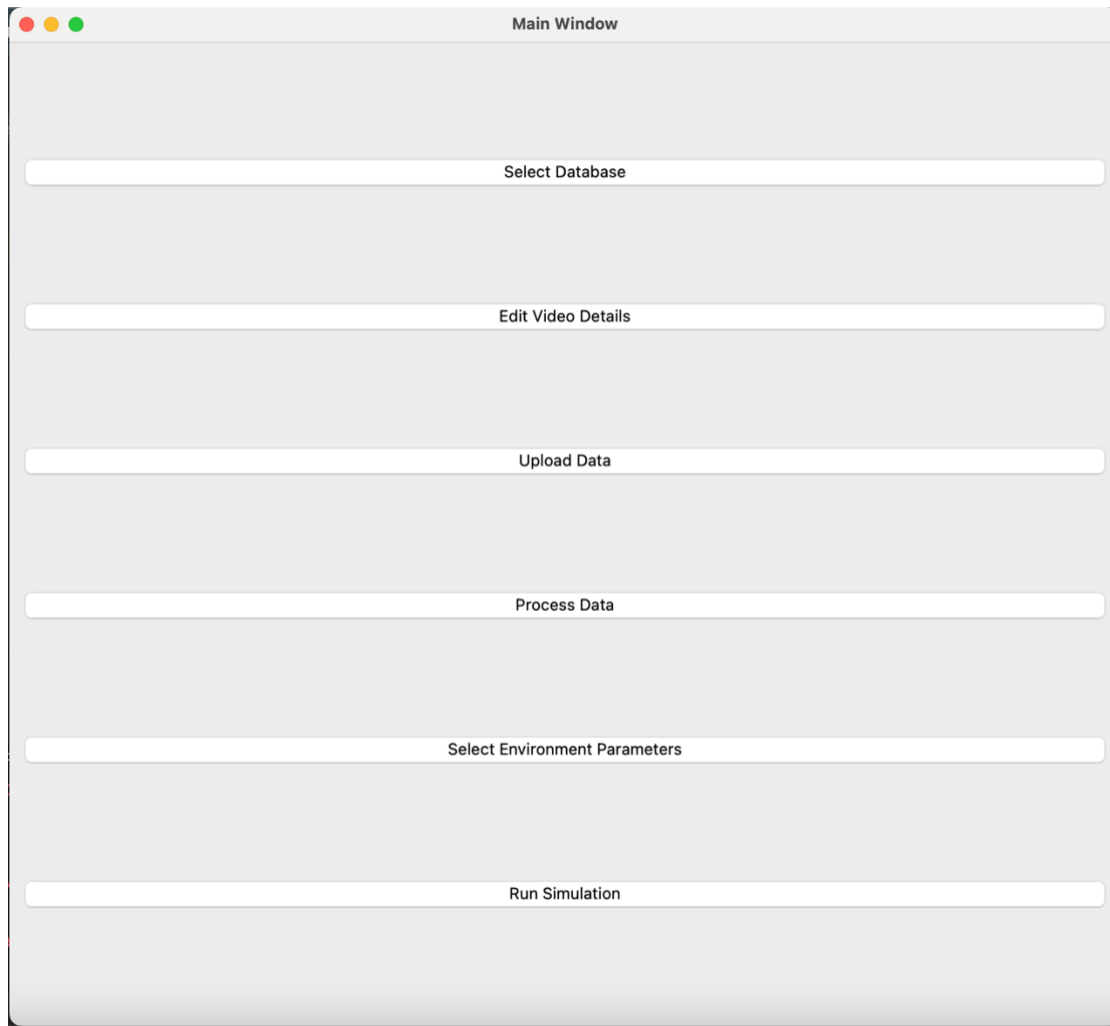 Main Window
Select Database
Edit Video Details
Upload Data
Process Data
Select Environment Parameters
Run Simulation